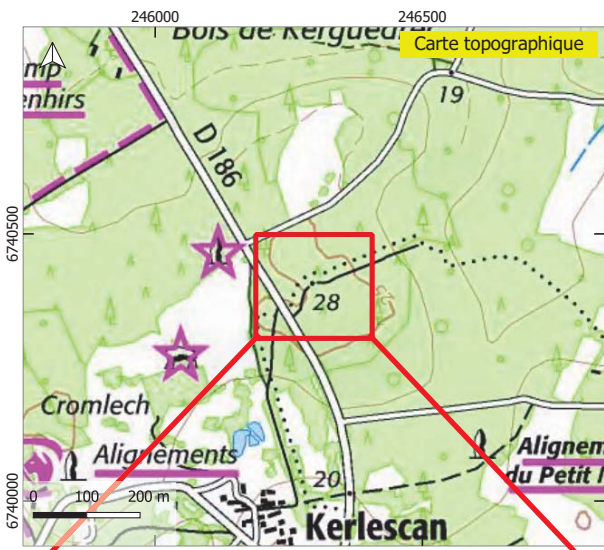 246000 246500
Bois de Kerguéarec
Carte topographique
mp
enhirs
19
D 186
6740500
28
Cromlech
Alignements
Alignem
du Petit
20
6740000
0 100 200 m
Kerlescan